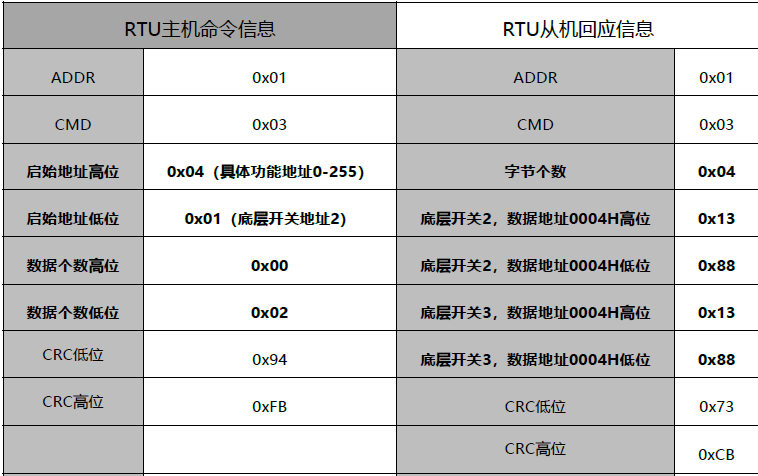 RTU主机命令信息 RTU从机回应信息
ADDR 0x01 ADDR 0x01
CMD 0x03 CMD 0x03
启始地址高位 0x04（具体功能地址0-255） 字节个数 0x04
启始地址低位 0x01（底层开关地址2） 底层开关2，数据地址0004H高位 0x13
数据个数高位 0x00 底层开关2，数据地址0004H低位 0x88
数据个数低位 0x02 底层开关3，数据地址0004H高位 0x13
CRC低位 0x94 底层开关3，数据地址0004H低位 0x88
CRC高位 0xFB CRC低位 0x73
CRC高位 0xCB